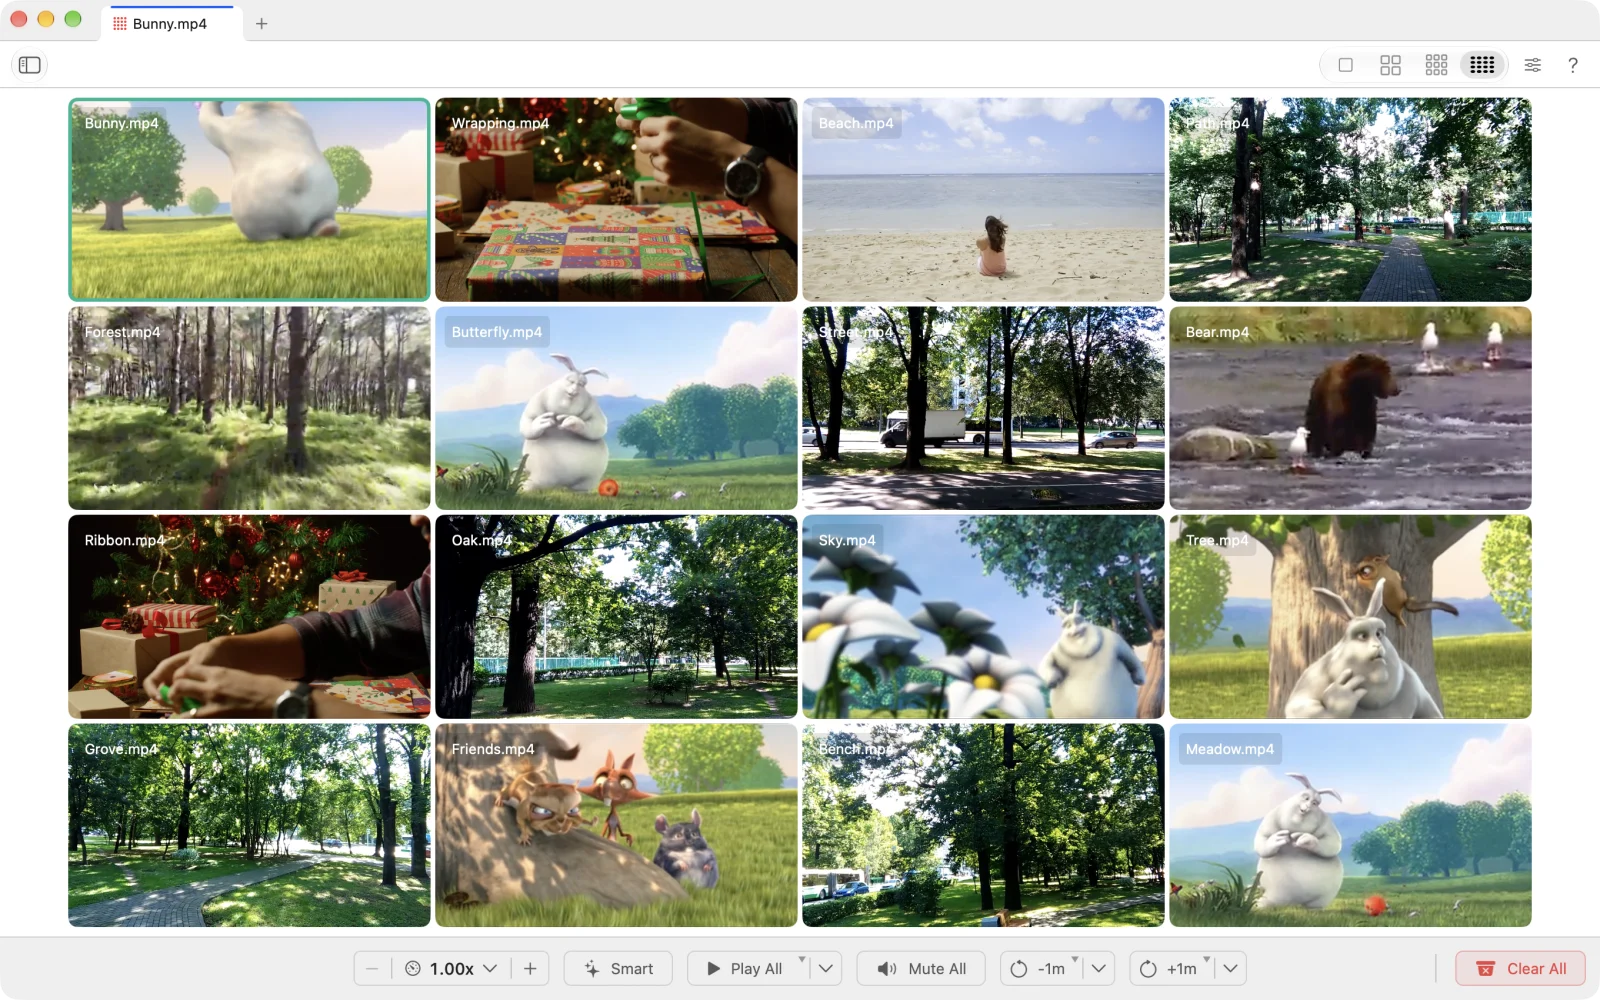 Bunny.mp4
?
Bunny.mp4
Wrapping.mp4
Beach.mp4
Path.mp4
Forest.mp4
Butterfly.mp4
Street.mp4
Bear.mp4
Ribbon.mp4
Oak.mp4
Sky.mp4
Tree.mp4
Grove.mp4
Friends.mp4
Bench.mp4
Meadow.mp4
1.00x Smart Play All Mute All -1m +1m Clear All